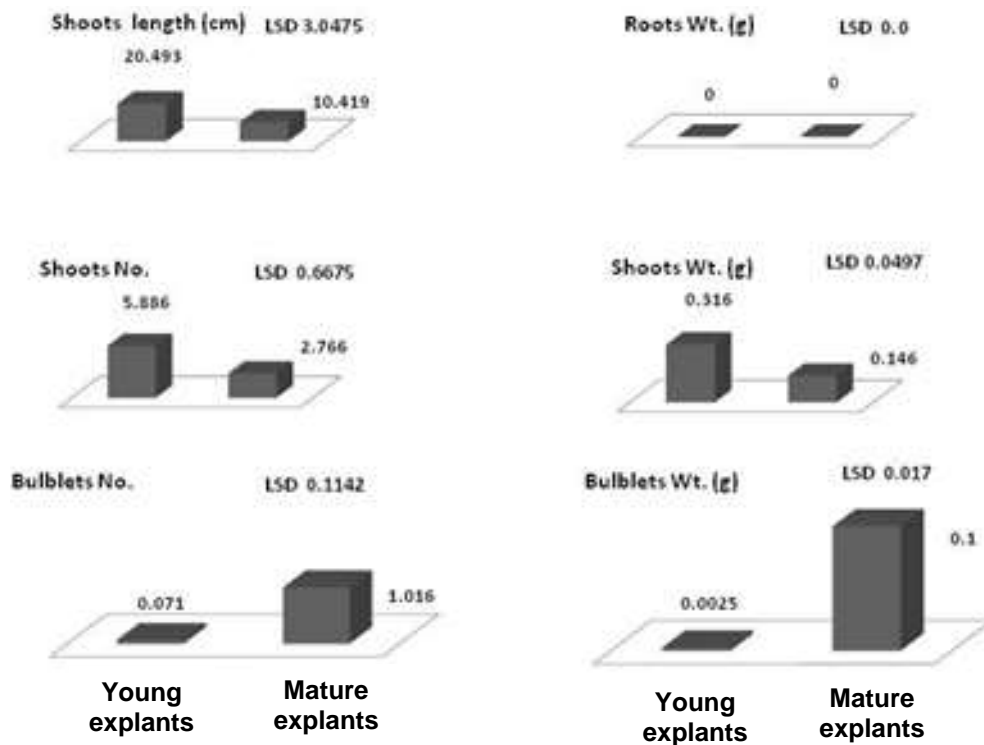 Shoots length (cm) LSD 3.0475
20.493
10.419
Roots Wt. (g) LSD 0.0
0
0
Shoots No. LSD 0.6675
5.886
2.766
Shoots Wt. (g) LSD 0.0497
0.316
0.146
Bulblets No. LSD 0.1142
0.071
1.016
Bulblets Wt. (g) LSD 0.017
0.0025
0.1
Young
explants
Mature
explants
Young
explants
Mature
explants